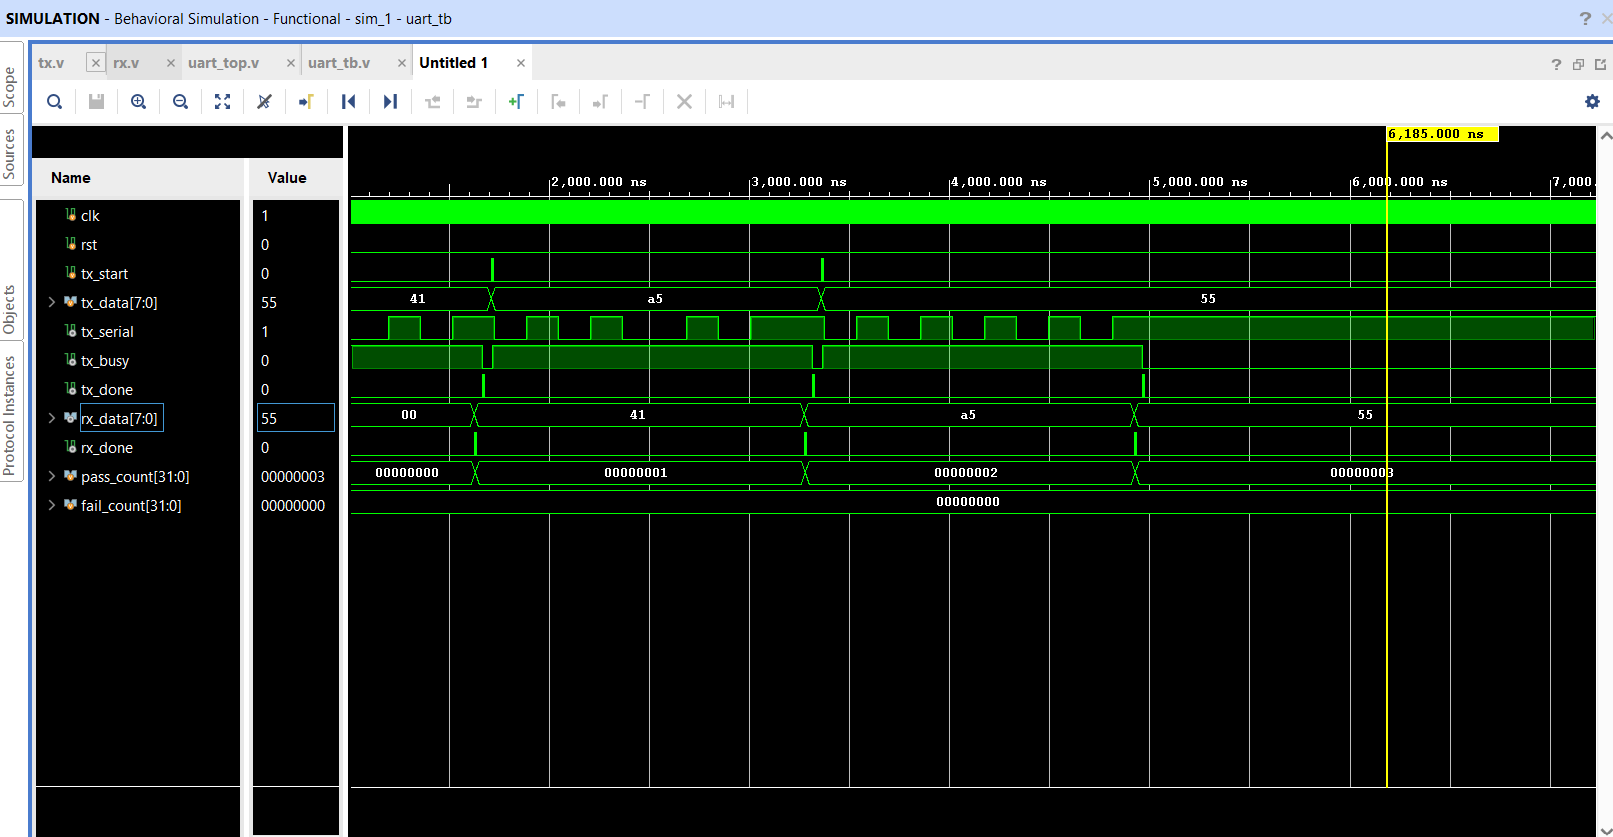 SIMULATION - Behavioral Simulation - Functional - sim_1 - uart_tb
? ×
Scope
Sources
Objects
Protocol Instances
tx.v × rx.v × uart_top.v × uart_tb.v × Untitled 1 ×
?
6,185.000 ns
Name Value
2,000.000 ns 3,000.000 ns 4,000.000 ns 5,000.000 ns 6,000.000 ns 7,000.
clk 1
rst 0
tx_start 0
tx_data[7:0] 55 41 a5 55
tx_serial 1
tx_busy 0
tx_done 0
rx_data[7:0] 55 00 41 a5 55
rx_done 0
pass_count[31:0] 00000003 00000000 00000001 00000002 00000003
fail_count[31:0] 00000000 00000000